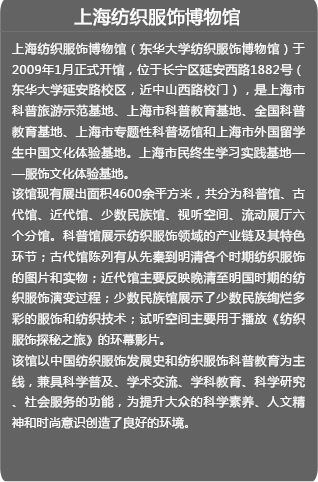 上海纺织服饰博物馆
上海纺织服饰博物馆（东华大学纺织服饰博物馆）于
2009年1月正式开馆，位于长宁区延安西路1882号（
东华大学延安路校区，近中山西路校门），是上海市
科普旅游示范基地、上海市科普教育基地、全国科普
教育基地、上海市专题性科普场馆和上海市外国留学
生中国文化体验基地。上海市民终生学习实践基地—
—服饰文化体验基地。
该馆现有展出面积4600余平方米，共分为科普馆、古
代馆、近代馆、少数民族馆、视听空间、流动展厅六
个分馆。科普馆展示纺织服饰领域的产业链及其特色
环节；古代馆陈列有从先秦到明清各个时期纺织服饰
的图片和实物；近代馆主要反映晚清至明国时期的纺
织服饰演变过程；少数民族馆展示了少数民族绚烂多
彩的服饰和纺织技术；试听空间主要用于播放《纺织
服饰探秘之旅》的环幕影片。
该馆以中国纺织服饰发展史和纺织服饰科普教育为主
线，兼具科学普及、学术交流、学科教育、科学研究
、社会服务的功能，为提升大众的科学素养、人文精
神和时尚意识创造了良好的环境。